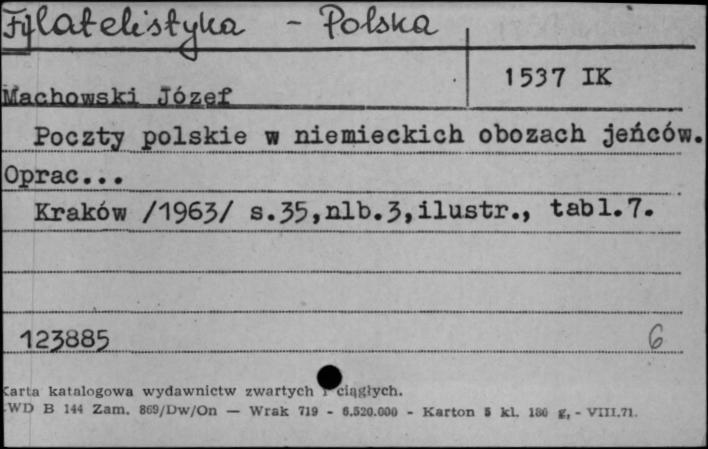 Filatelistyka - Polska
1537 IK
Machowski Józef
Poczty polskie w niemieckich obozach jeńców.
Oprac...
Kraków /1963/ s.35,nlb.3,ilustr., tabl.7.
123885 6
Karta katalogowa wydawnictw zwartych i ciągłych.
WD B 144 Zam. 869/Dw/On — Wrak 719 - 6.520.000 - Karton 5 kl. 180 g, - VIII.71.